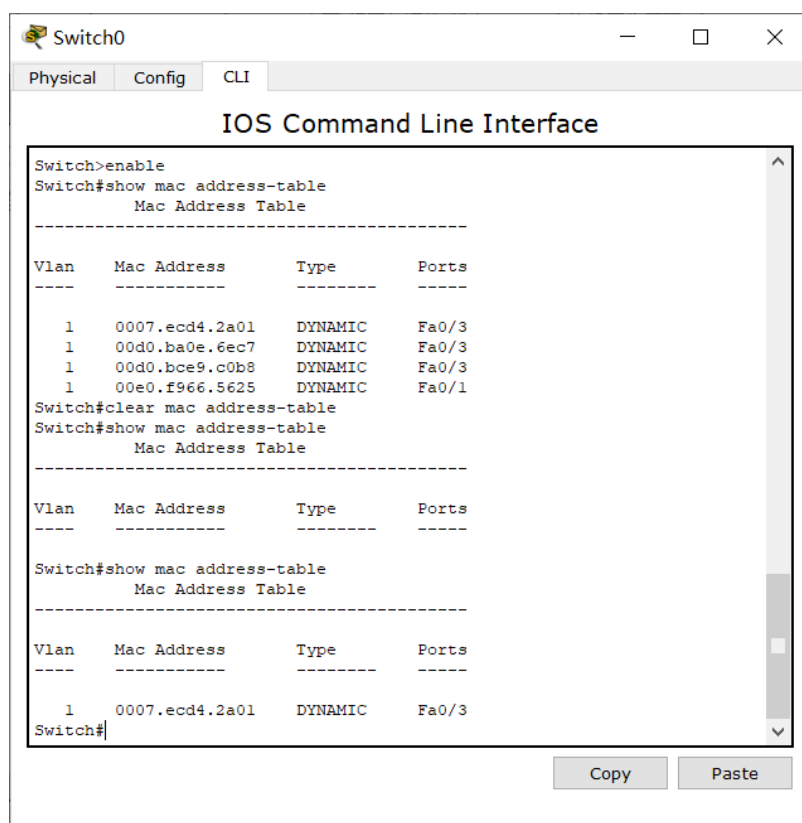 Switch0
Physical Config CLI
IOS Command Line Interface
Switch>enable
Switch#show mac address-table
Mac Address Table
-------------------------------------------
Vlan Mac Address Type Ports
---- ----------- -------- -----
1 0007.ecd4.2a01 DYNAMIC Fa0/3
1 00d0.ba0e.6ec7 DYNAMIC Fa0/3
1 00d0.bce9.c0b8 DYNAMIC Fa0/3
1 00e0.f966.5625 DYNAMIC Fa0/1
Switch#clear mac address-table
Switch#show mac address-table
Mac Address Table
-------------------------------------------
Vlan Mac Address Type Ports
---- ----------- -------- -----
Switch#show mac address-table
Mac Address Table
-------------------------------------------
Vlan Mac Address Type Ports
---- ----------- -------- -----
1 0007.ecd4.2a01 DYNAMIC Fa0/3
Switch#
Copy Paste